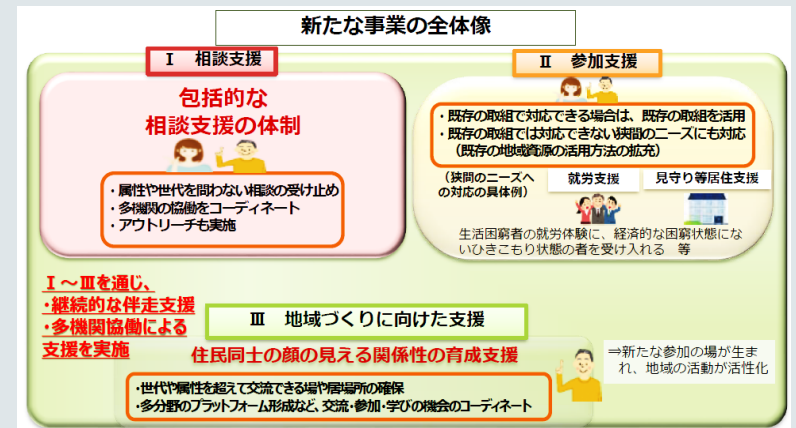 新たな事業の全体像
Ⅰ 相談支援
包括的な
相談支援の体制
・属性や世代を問わない相談の受け止め
・多機関の協働をコーディネート
・アウトリーチも実施
Ⅱ 参加支援
・既存の取組で対応できる場合は、既存の取組を活用
・既存の取組では対応できない狭間のニーズにも対応
（既存の地域資源の活用方法の拡充）
（狭間のニーズへ
の対応の具体例）
就労支援
見守り等居住支援
生活困窮者の就労体験に、経済的な困窮状態にな
いひきこもり状態の者を受け入れる 等
Ⅰ～Ⅲを通じ、
・継続的な伴走支援
・多機関協働による
支援を実施
Ⅲ 地域づくりに向けた支援
住民同士の顔の見える関係性の育成支援
・世代や属性を超えて交流できる場や居場所の確保
・多分野のプラットフォーム形成など、交流・参加・学びの機会のコーディネート
⇒新たな参加の場が生ま
れ、地域の活動が活性化